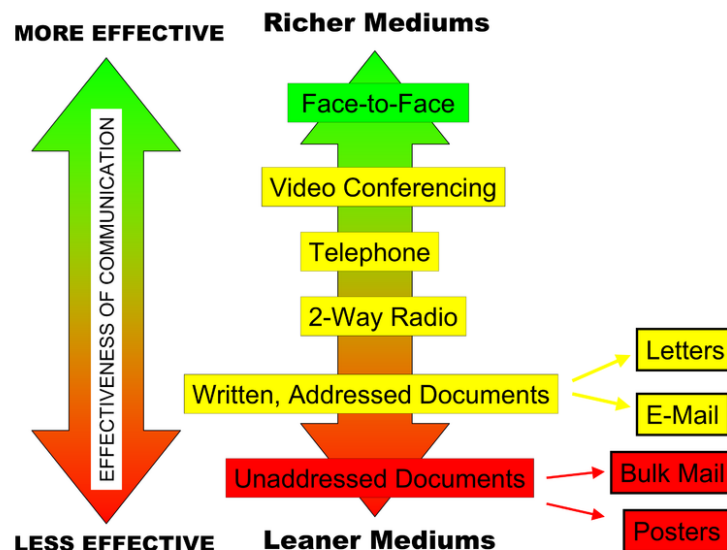 MORE EFFECTIVE
Richer Mediums
EFFECTIVENESS OF COMMUNICATION
Face-to-Face
Video Conferencing
Telephone
2-Way Radio
Written, Addressed Documents
Letters
E-Mail
Unaddressed Documents
Bulk Mail
Posters
LESS EFFECTIVE
Leaner Mediums